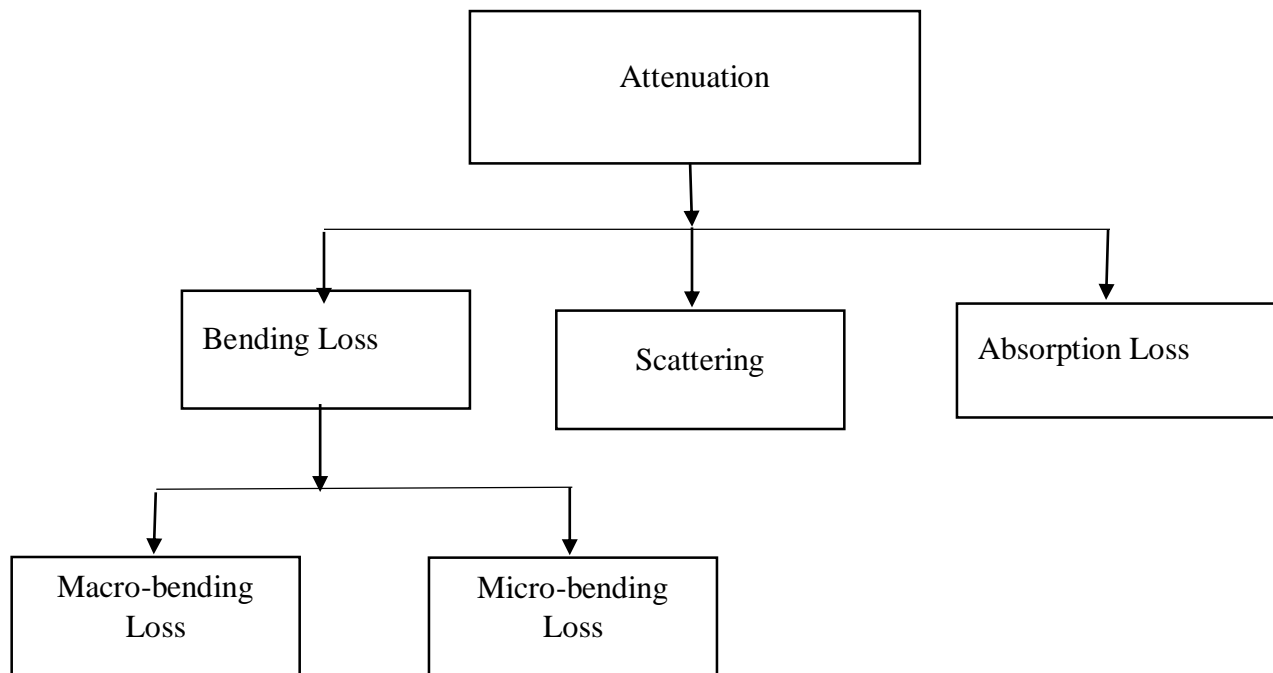 Attenuation
Bending Loss
Scattering
Absorption Loss
Macro-bending
Loss
Micro-bending
Loss